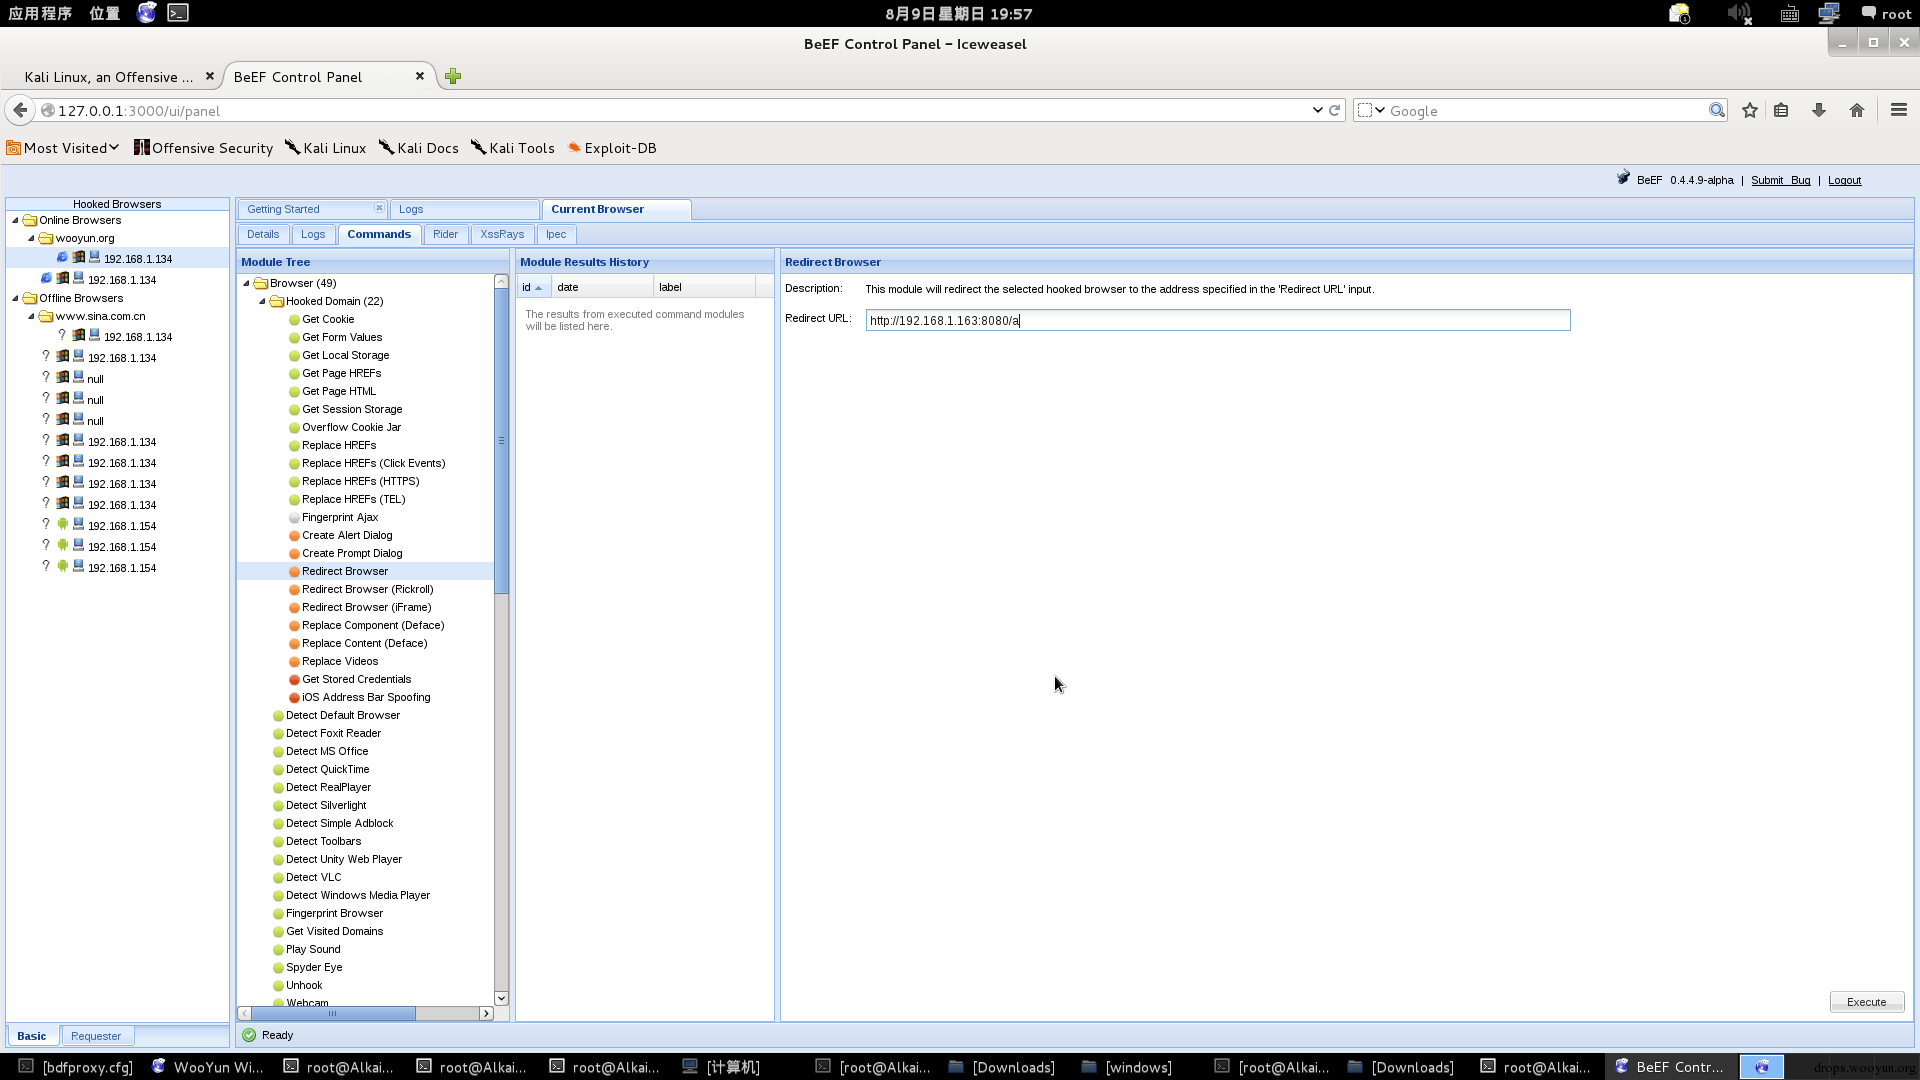 应用程序 位置
8月9日星期日 19:57
1
root
BeEF Control Panel - Iceweasel
Kali Linux, an Offensive ...
BeEF Control Panel
127.0.0.1:3000/ui/panel
Google
Most Visited
Offensive Security
Kali Linux
Kali Docs
Kali Tools
Exploit-DB
BeEF 0.4.4.9-alpha | Submit Bug | Logout
Hooked Browsers
Online Browsers
wooyun.org
192.168.1.134
192.168.1.134
Offline Browsers
www.sina.com.cn
? 192.168.1.134
? 192.168.1.134
? null
? null
? null
? 192.168.1.134
? 192.168.1.134
? 192.168.1.134
? 192.168.1.134
? 192.168.1.154
? 192.168.1.154
? 192.168.1.154
Basic
Requester
Getting Started
Logs
Current Browser
Details
Logs
Commands
Rider
XssRays
Ipec
Module Tree
Browser (49)
Hooked Domain (22)
Get Cookie
Get Form Values
Get Local Storage
Get Page HREFs
Get Page HTML
Get Session Storage
Overflow Cookie Jar
Replace HREFs
Replace HREFs (Click Events)
Replace HREFs (HTTPS)
Replace HREFs (TEL)
Fingerprint Ajax
Create Alert Dialog
Create Prompt Dialog
Redirect Browser
Redirect Browser (Rickroll)
Redirect Browser (iFrame)
Replace Component (Deface)
Replace Content (Deface)
Replace Videos
Get Stored Credentials
iOS Address Bar Spoofing
Detect Default Browser
Detect Foxit Reader
Detect MS Office
Detect QuickTime
Detect RealPlayer
Detect Silverlight
Detect Simple Adblock
Detect Toolbars
Detect Unity Web Player
Detect VLC
Detect Windows Media Player
Fingerprint Browser
Get Visited Domains
Play Sound
Spyder Eye
Unhook
Webcam
Module Results History
id date label
The results from executed command modules
will be listed here.
Redirect Browser
Description: This module will redirect the selected hooked browser to the address specified in the 'Redirect URL' input.
Redirect URL: http://192.168.1.163:8080/a
Execute
Ready
[bdfproxy.cfg]
WooYun Wi...
root@Alkai...
root@Alkai...
root@Alkai...
[计算机]
[root@Alkai...
[Downloads]
[windows]
[root@Alkai...
[Downloads]
root@Alkai...
BeEF Contr...
drops.wooyun.org